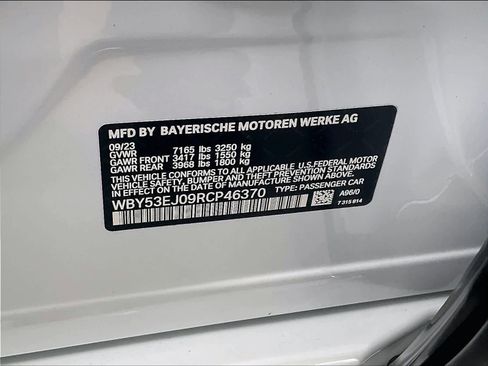 MFD BY BAYERISCHE MOTOREN WERKE AG
09/23
GVWR 7165 lbs 3250 kg
GAWR FRONT 3417 lbs 1550 kg
GAWR REAR 3968 lbs 1800 kg
THIS VEHICLE CONFORMS TO ALL APPLICABLE U.S. FEDERAL MOTOR
VEHICLE SAFETY, BUMPER, AND THEFT PREVENTION STANDARDS
IN EFFECT ON THE DATE OF MANUFACTURE SHOWN ABOVE.
WBY53EJ09RCP46370 TYPE: PASSENGER CAR
A96/0
7 315 814